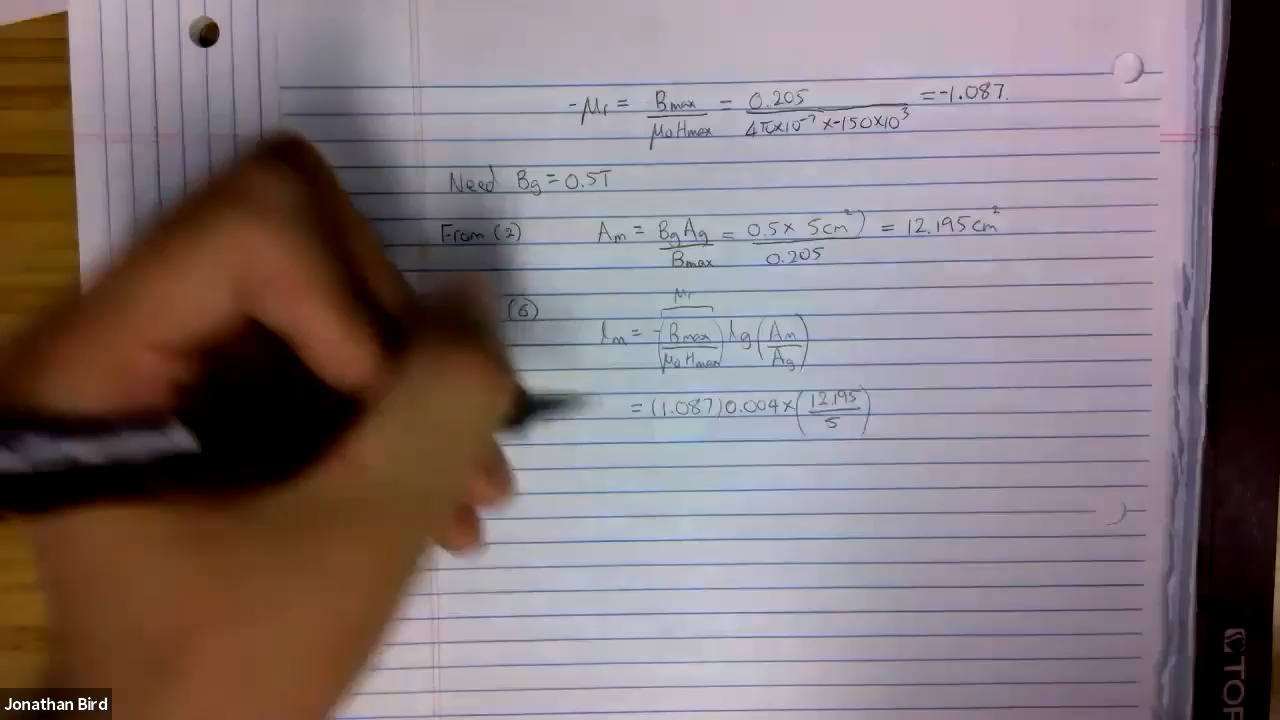 -μr = Bmax/μ0Hmax = 0.205/4π×10⁻⁷ × -150×10³ = -1.087.
Need Bg = 0.5T
From (2) Am = BgAg/Bmax = 0.5 × 5cm²)/0.205 = 12.195cm²
(6) μr
lm = -(Bmax/μ0Hmax) lg (Am/Ag)
= (1.087) 0.004 × (12.195/5)
TOP
Jonathan Bird